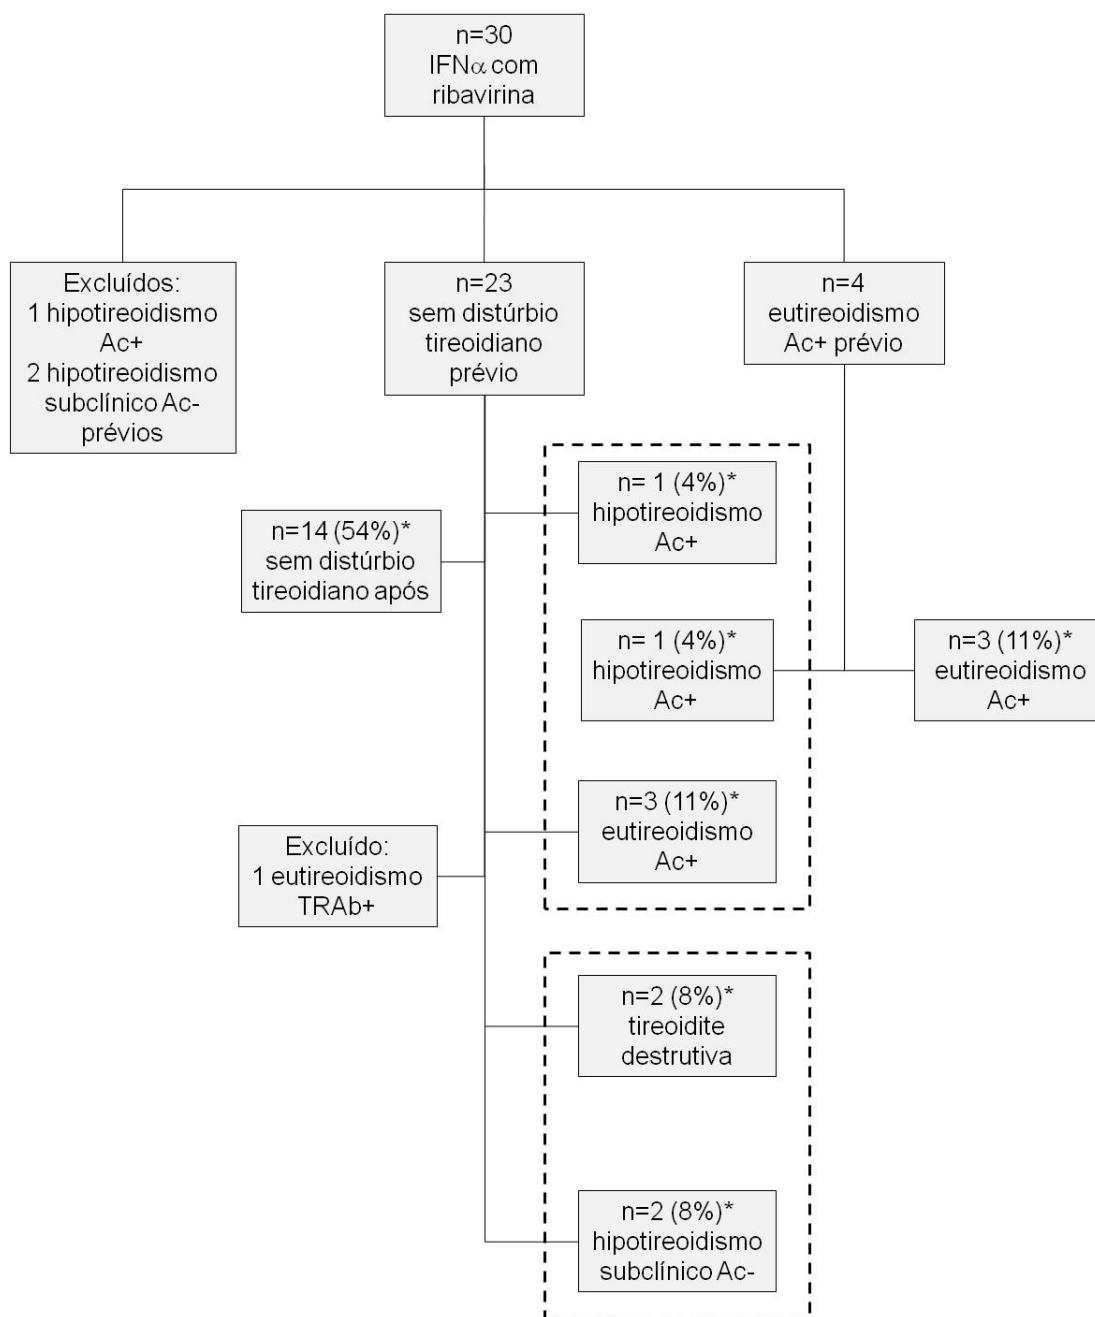 n=30
IFNα com
ribavirina
Excluídos:
1 hipotireoidismo
Ac+
2 hipotireoidismo
subclínico Ac-
prévios
n=23
sem distúrbio
tireoidiano
prévio
n=4
eutireoidismo
Ac+ prévio
n= 1 (4%)*
hipotireoidismo
Ac+
n=14 (54%)*
sem distúrbio
tireoidiano após
n= 1 (4%)*
hipotireoidismo
Ac+
n=3 (11%)*
eutireoidismo
Ac+
n=3 (11%)*
eutireoidismo
Ac+
Excluído:
1 eutireoidismo
TRAb+
n=2 (8%)*
tireoidite
destrutiva
n=2 (8%)*
hipotireoidismo
subclínico Ac-